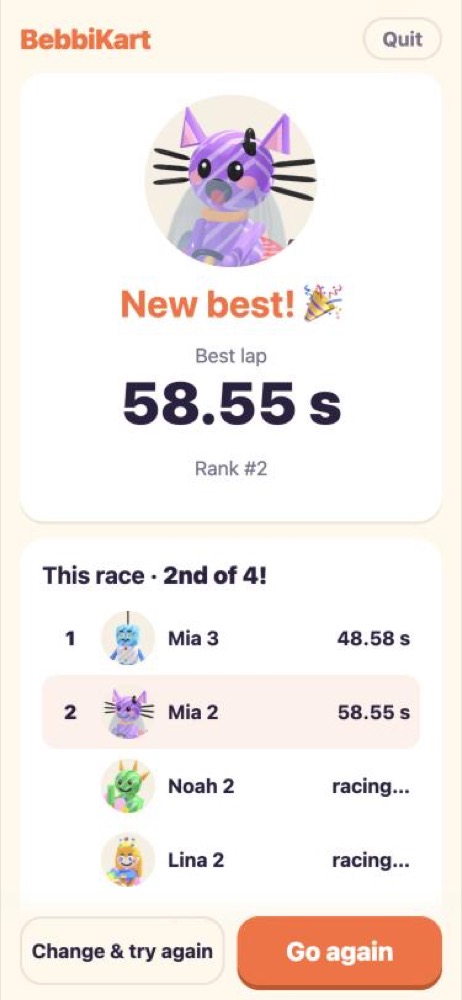 BebbiKart
Quit
New best! 🎉
Best lap
58.55 s
Rank #2
This race · 2nd of 4!
1 Mia 3 48.58 s
2 Mia 2 58.55 s
Noah 2 racing...
Lina 2 racing...
Change & try again
Go again